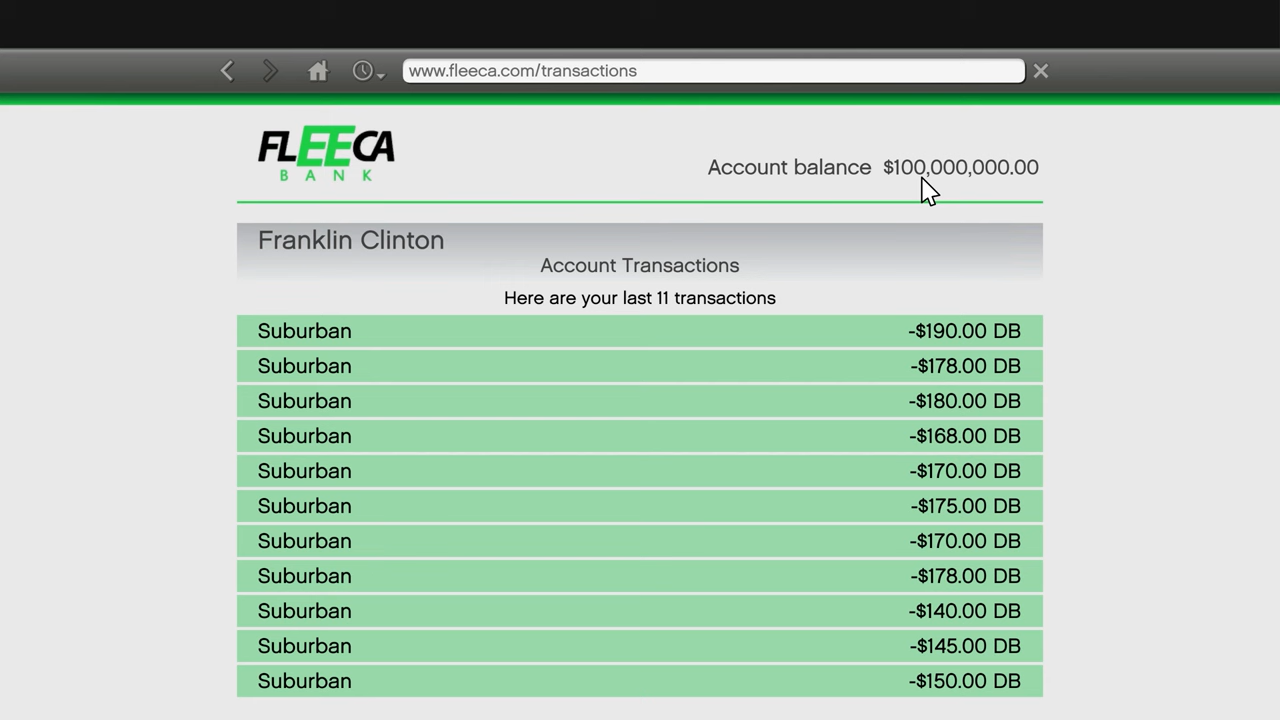 www.fleeca.com/transactions
FLEECA
BANK
Account balance $100,000,000.00
Franklin Clinton
Account Transactions
Here are your last 11 transactions
Suburban -$190.00 DB
Suburban -$178.00 DB
Suburban -$180.00 DB
Suburban -$168.00 DB
Suburban -$170.00 DB
Suburban -$175.00 DB
Suburban -$170.00 DB
Suburban -$178.00 DB
Suburban -$140.00 DB
Suburban -$145.00 DB
Suburban -$150.00 DB